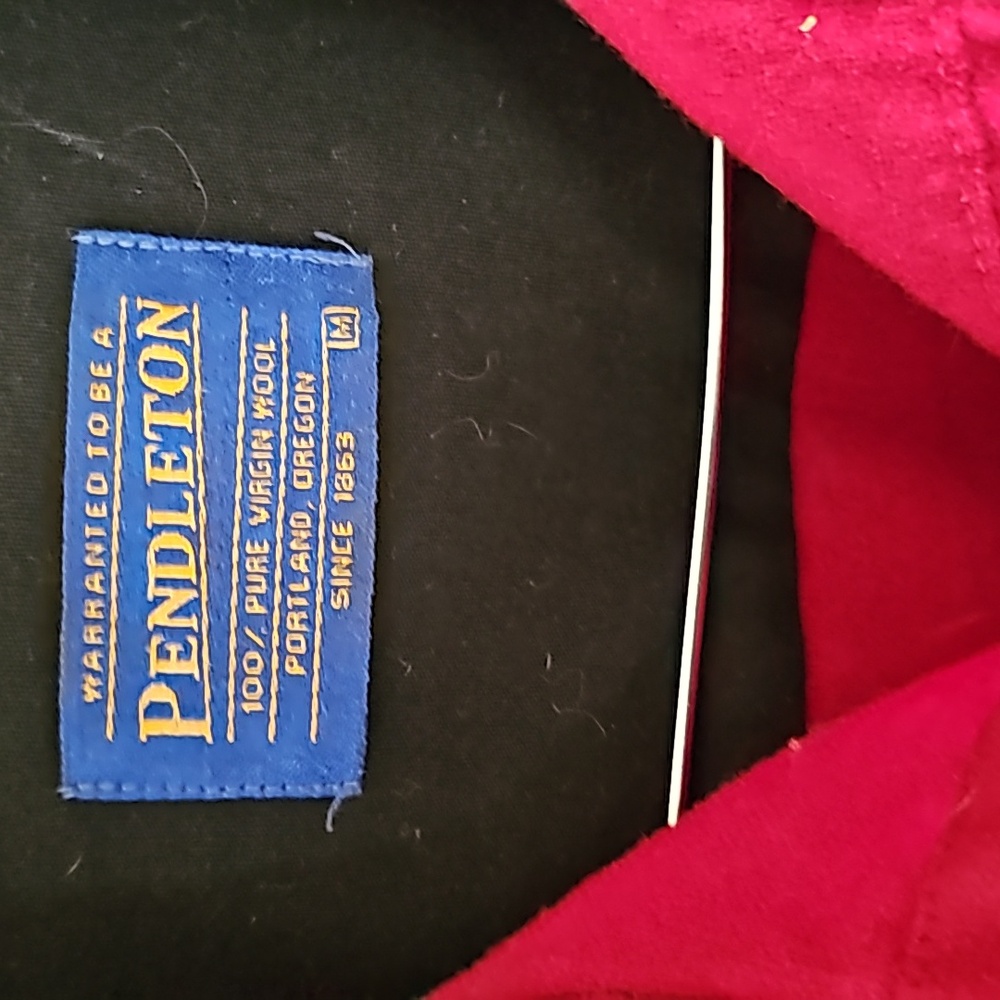 WARRANTED TO BE A
PENDLETON
100% PURE VIRGIN WOOL
PORTLAND, OREGON
SINCE 1863
M